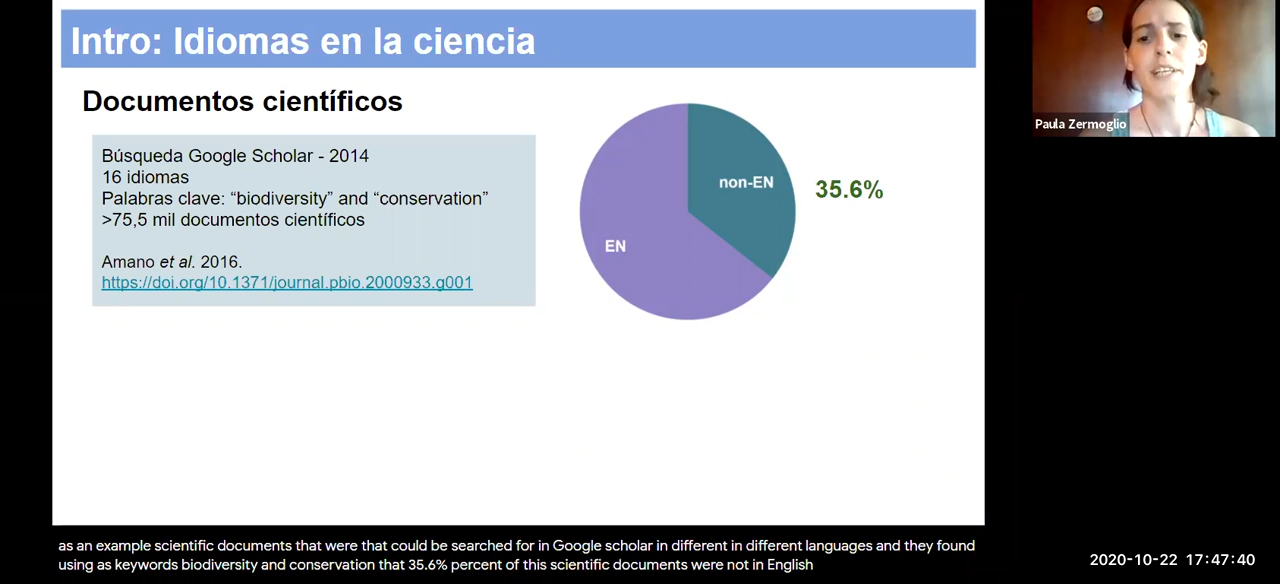 Intro: Idiomas en la ciencia
Documentos científicos
Búsqueda Google Scholar - 2014
16 idiomas
Palabras clave: “biodiversity” and “conservation”
>75,5 mil documentos científicos
Amano et al. 2016.
https://doi.org/10.1371/journal.pbio.2000933.g001
non-EN
EN
35.6%
Paula Zermoglio
as an example scientific documents that were that could be searched for in Google scholar in different in different languages and they found
using as keywords biodiversity and conservation that 35.6% percent of this scientific documents were not in English
2020-10-22 17:47:40